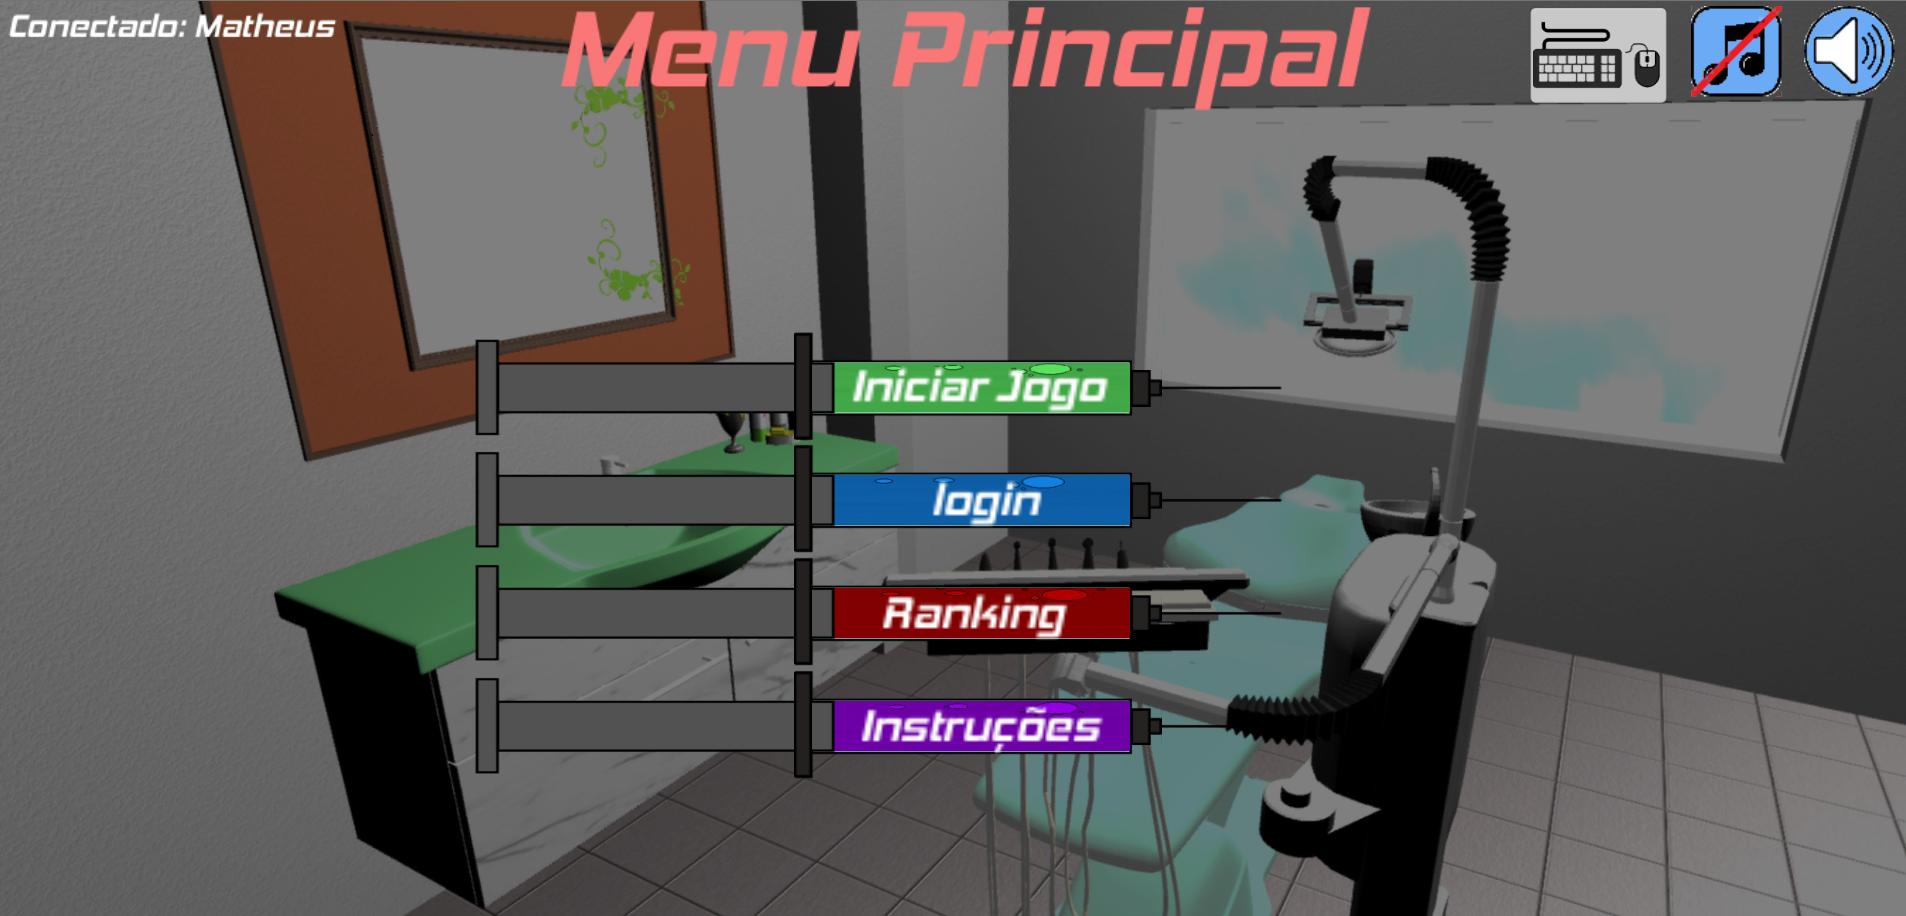 Conectado: Matheus
Menu Principal
Iniciar Jogo
login
Ranking
Instruções